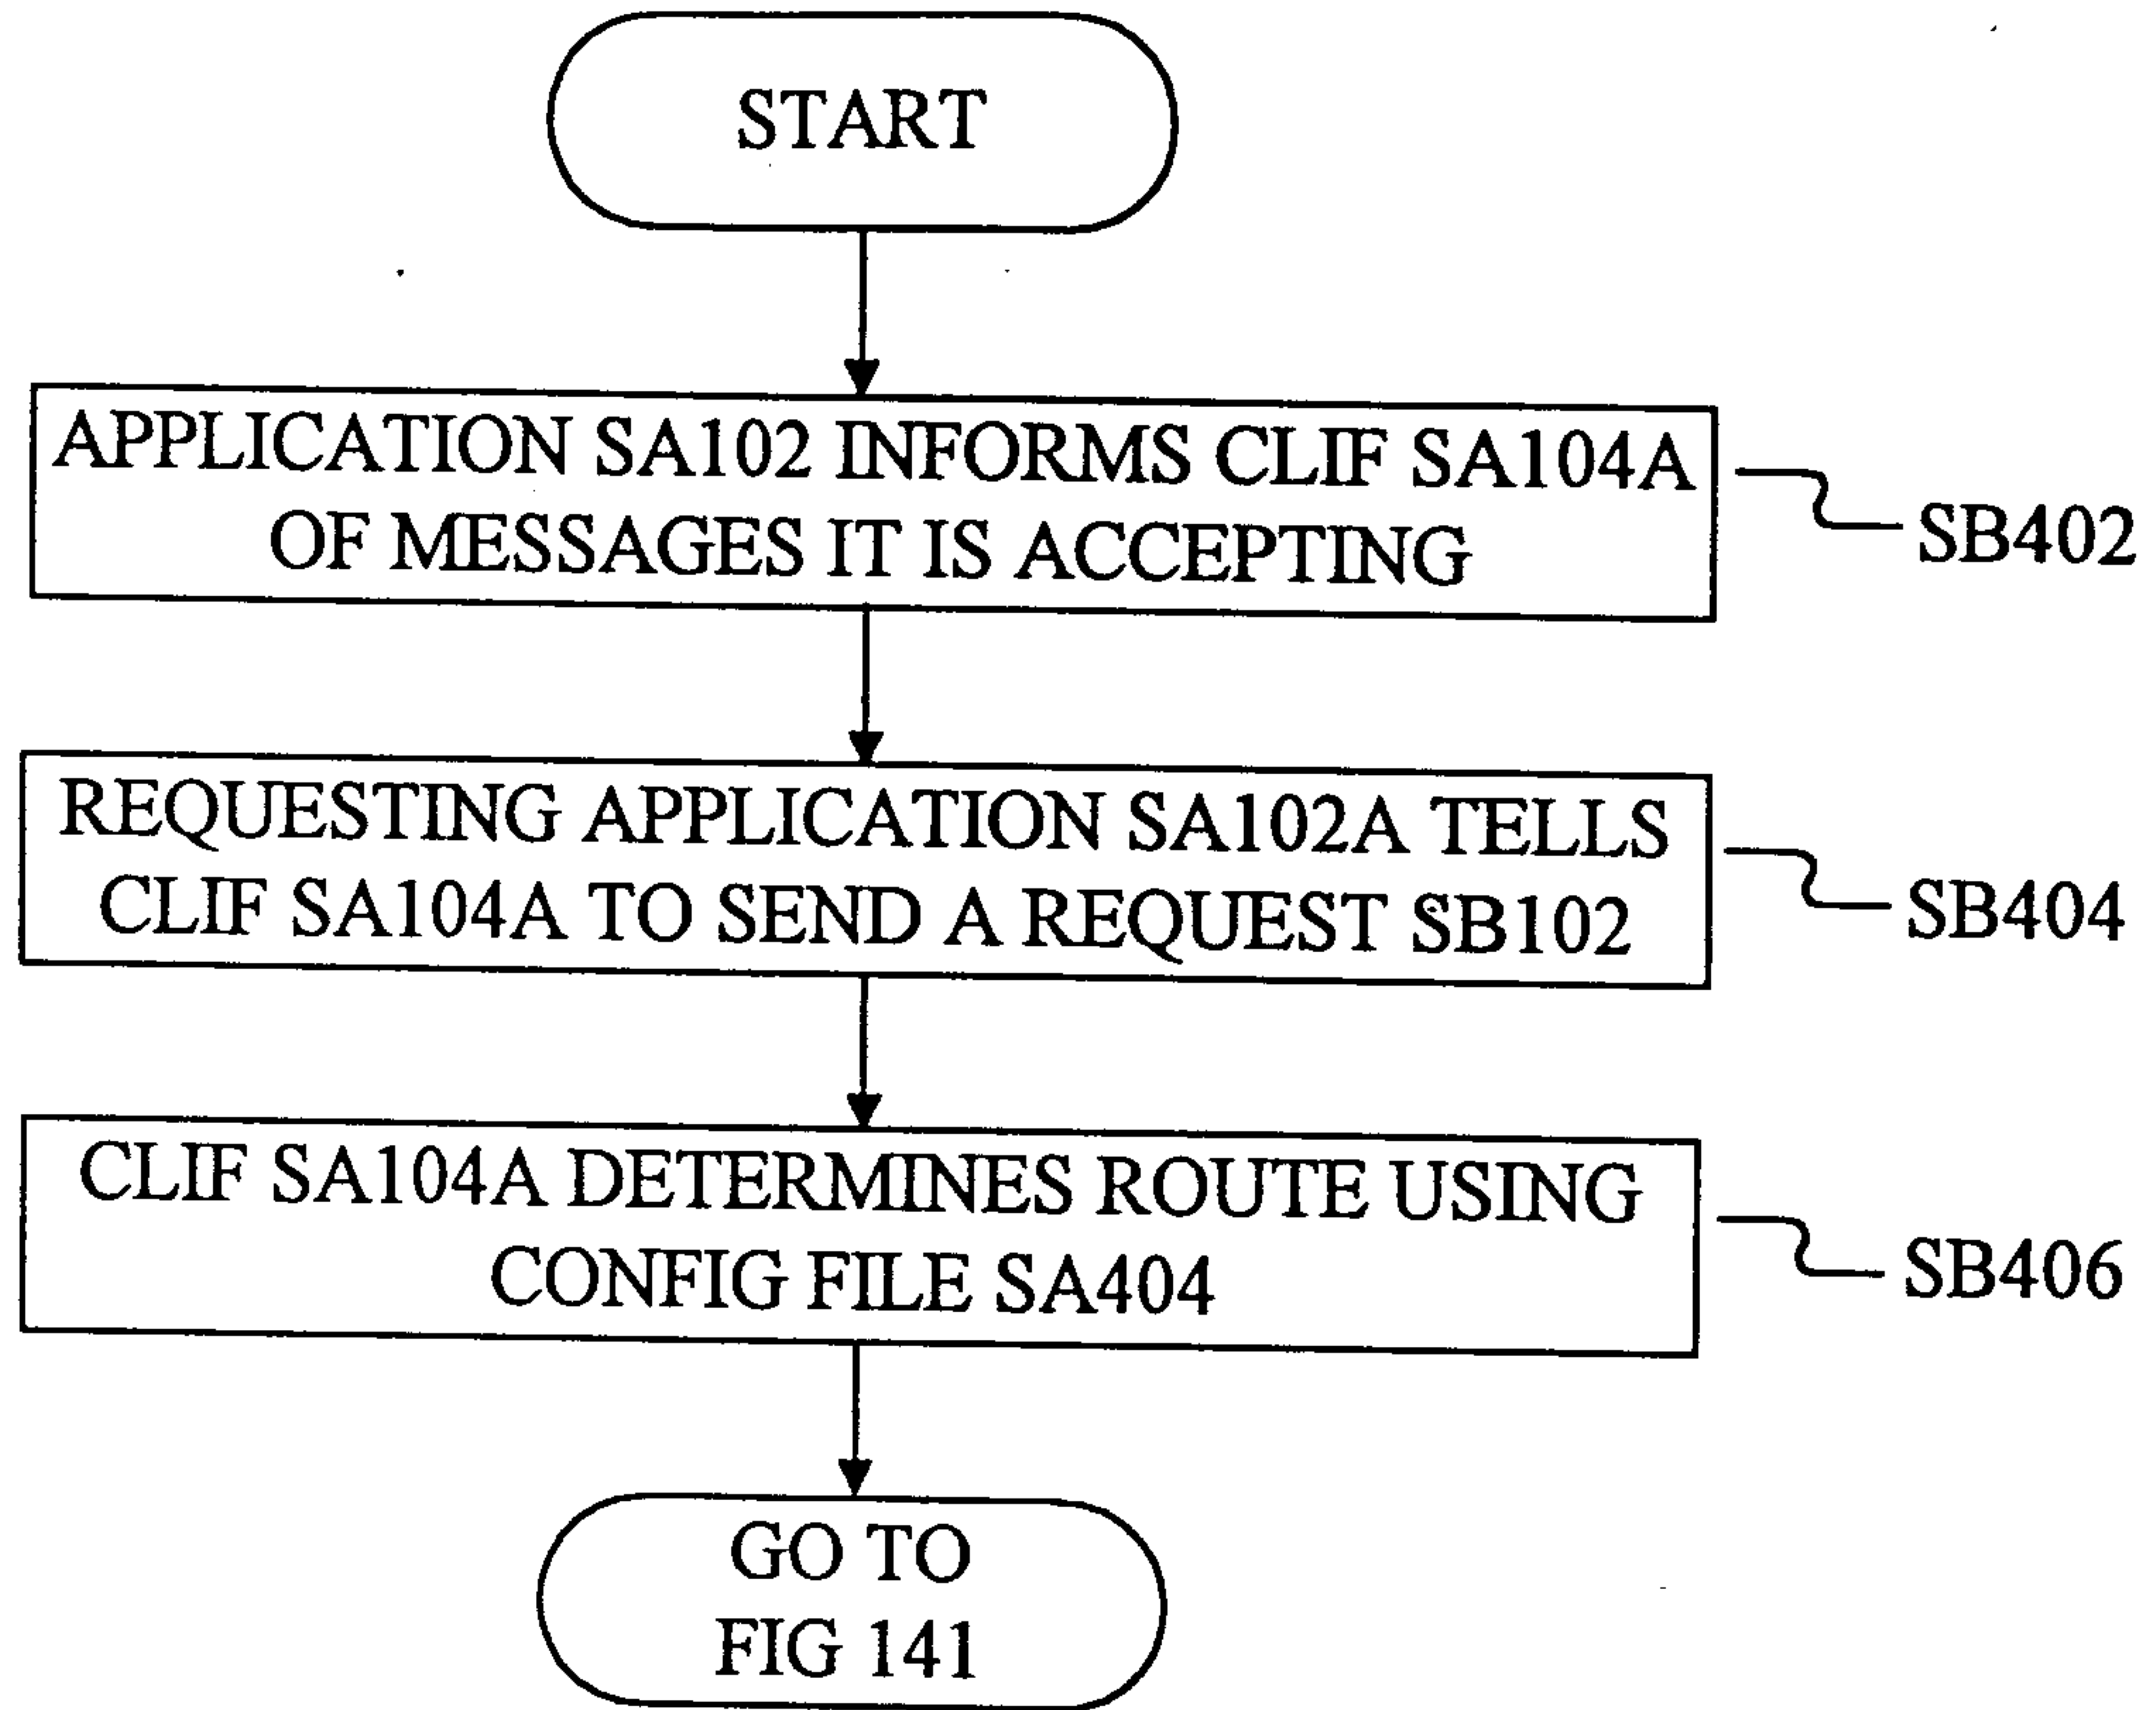 START
APPLICATION SA102 INFORMS CLIF SA104A
OF MESSAGES IT IS ACCEPTING
SB402
REQUESTING APPLICATION SA102A TELLS
CLIF SA104A TO SEND A REQUEST SB102
SB404
CLIF SA104A DETERMINES ROUTE USING
CONFIG FILE SA404
SB406
GO TO
FIG 141